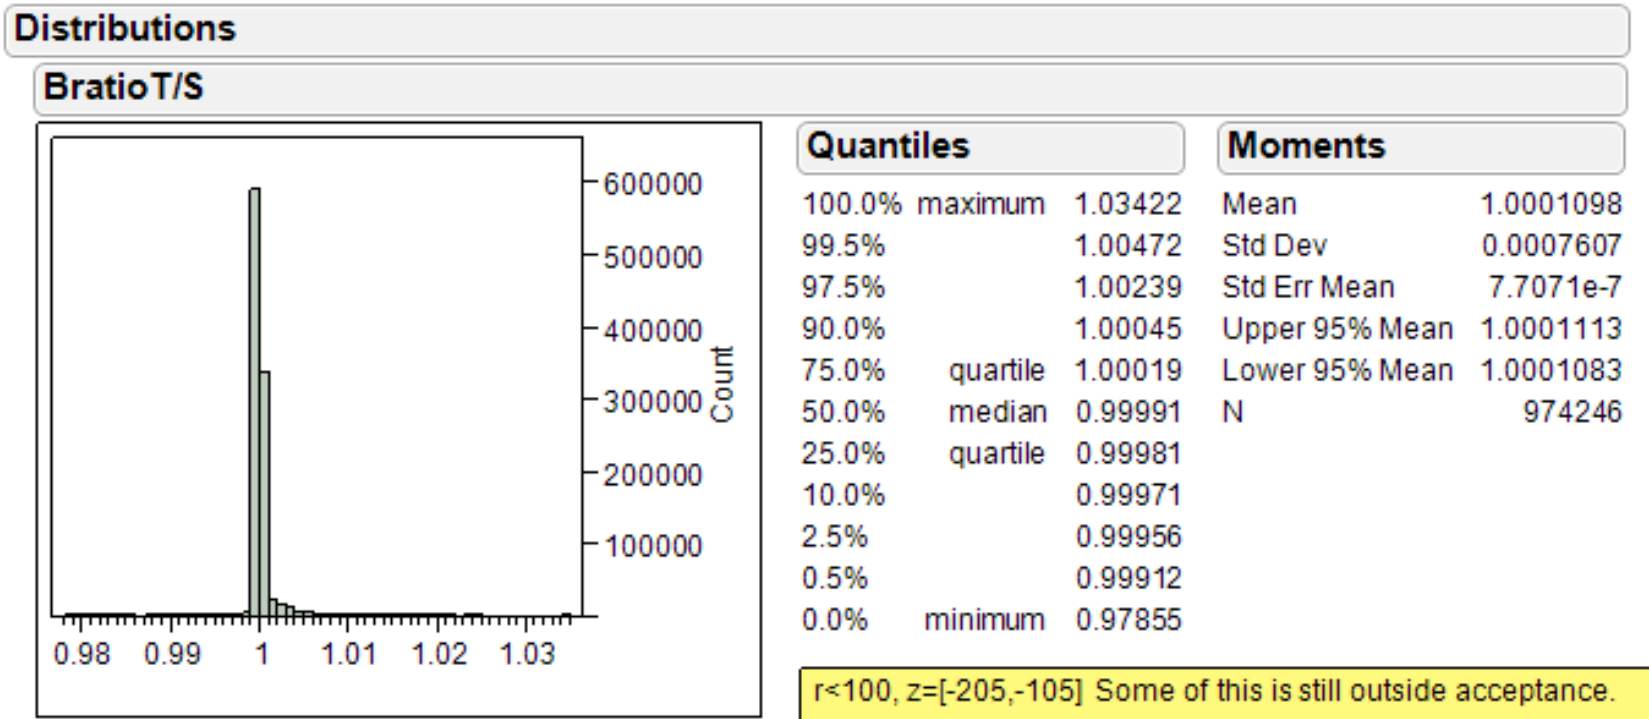 Distributions
BratioT/S
600000
500000
400000
300000
200000
100000
Count
0.98 0.99 1 1.01 1.02 1.03
Quantiles
100.0% maximum 1.03422
99.5% 1.00472
97.5% 1.00239
90.0% 1.00045
75.0% quartile 1.00019
50.0% median 0.99991
25.0% quartile 0.99981
10.0% 0.99971
2.5% 0.99956
0.5% 0.99912
0.0% minimum 0.97855
Moments
Mean 1.0001098
Std Dev 0.0007607
Std Err Mean 7.7071e-7
Upper 95% Mean 1.0001113
Lower 95% Mean 1.0001083
N 974246
r<100, z=[-205,-105] Some of this is still outside acceptance.